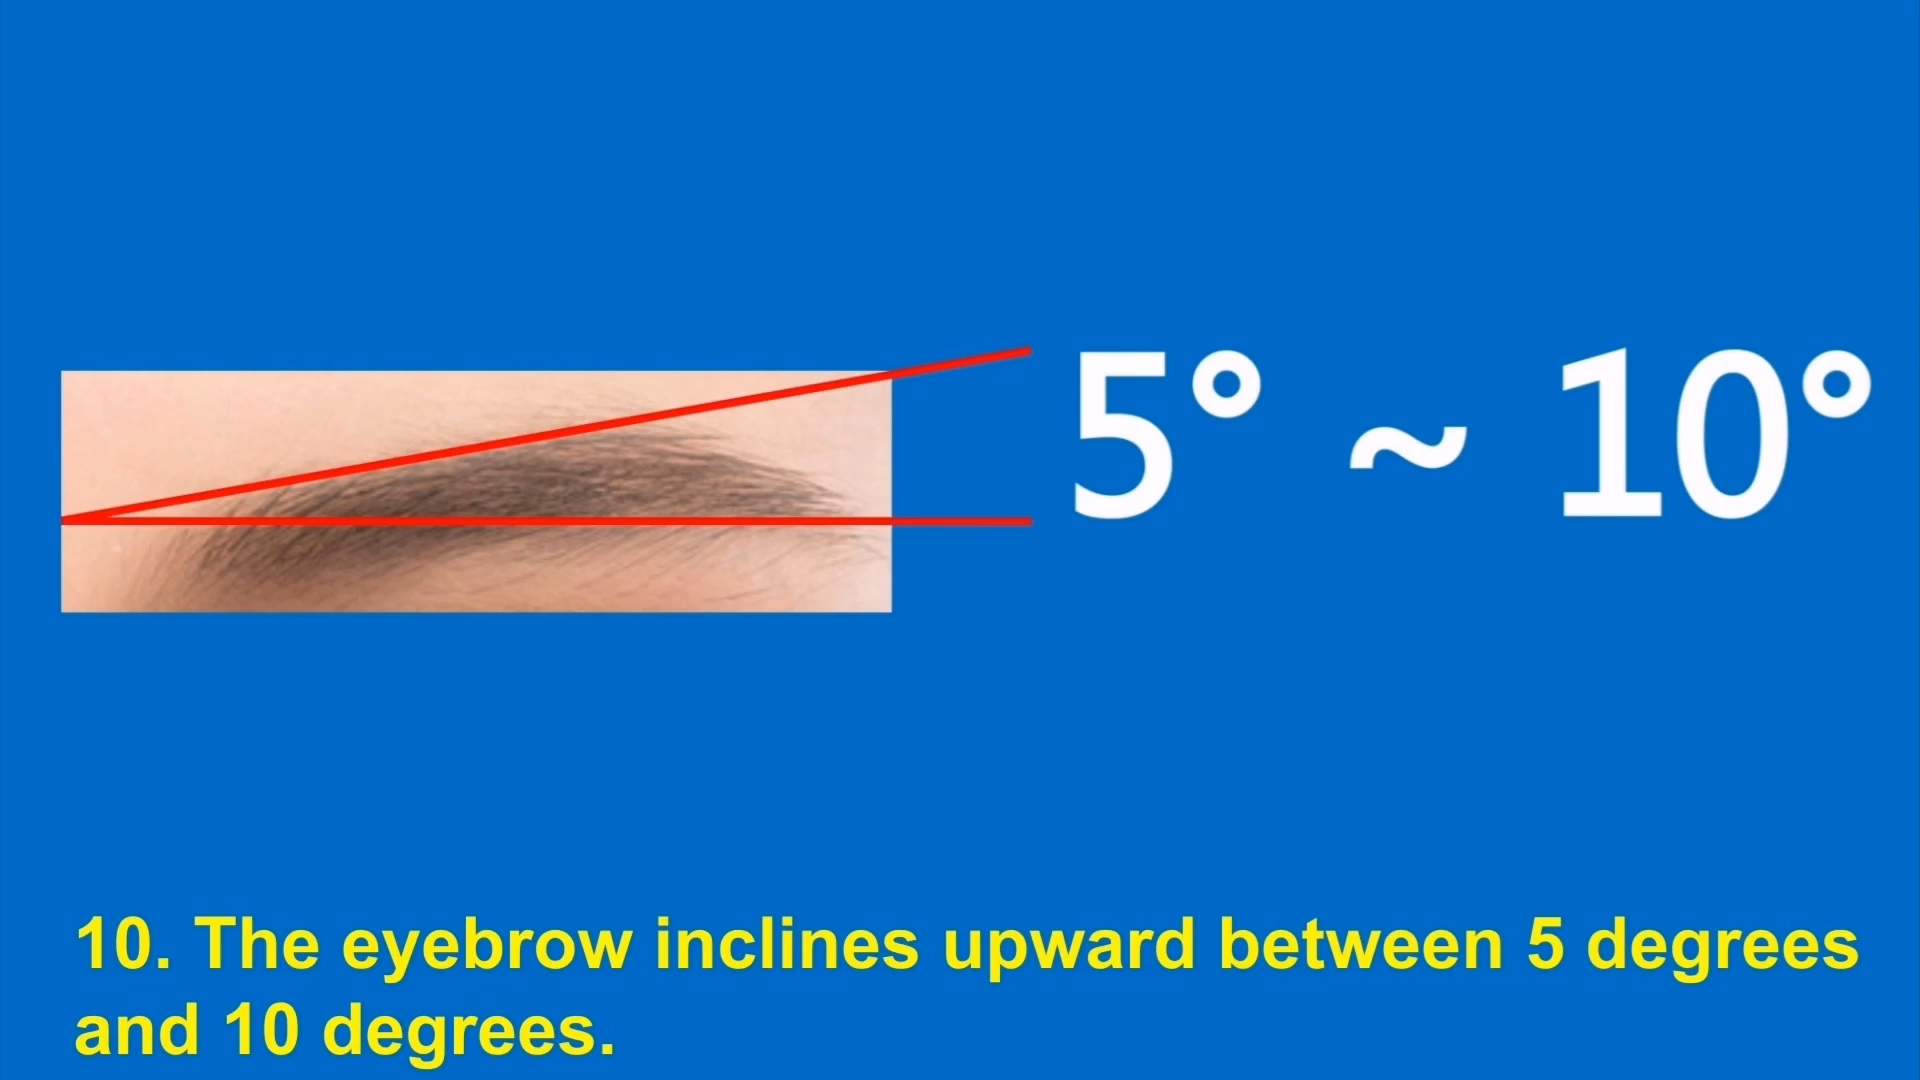 5° ~ 10°
10. The eyebrow inclines upward between 5 degrees
and 10 degrees.